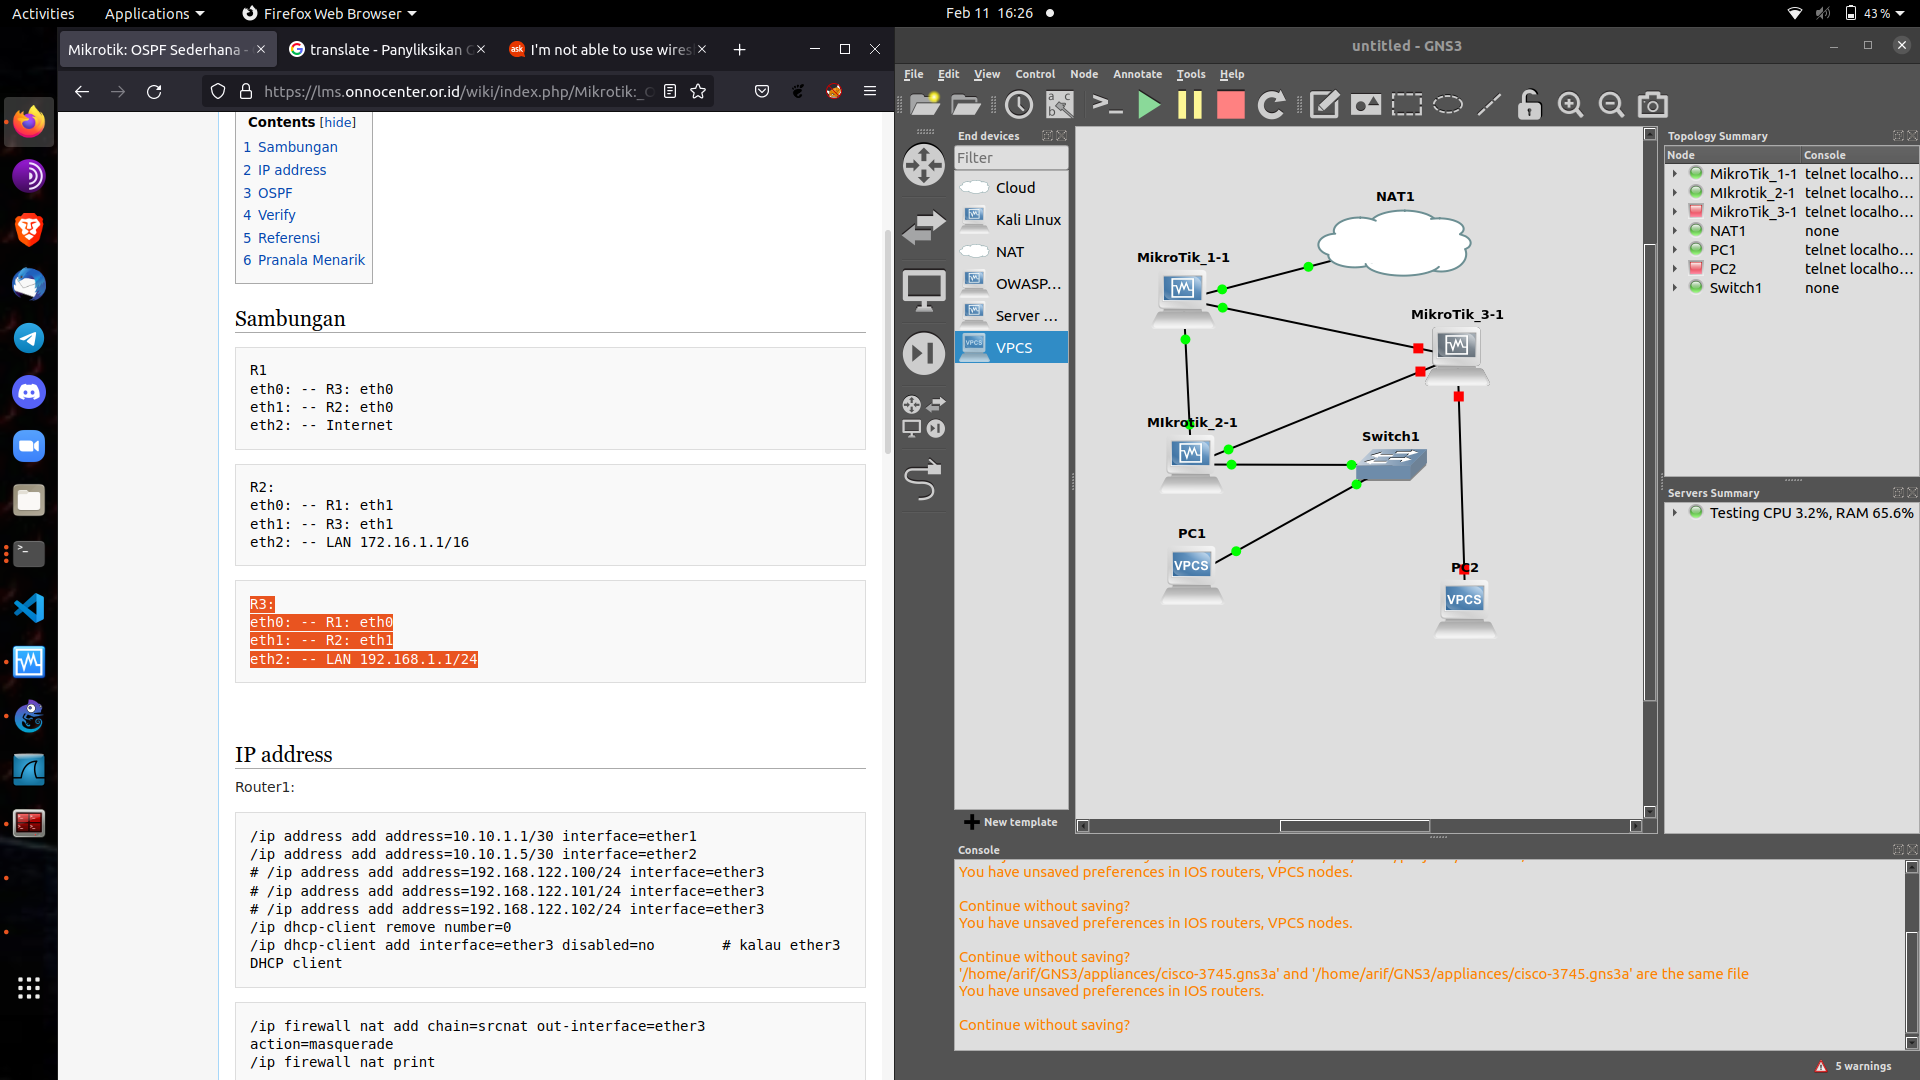 Activities
Applications
Firefox Web Browser
Feb 11 16:26
43 %
Mikrotik: OSPF Sederhana -
translate - Panyliksikan
I'm not able to use wires
https://lms.onnocenter.or.id/wiki/index.php/Mikrotik:_O
Contents [hide]
1 Sambungan
2 IP address
3 OSPF
4 Verify
5 Referensi
6 Pranala Menarik
Sambungan
R1
eth0: -- R3: eth0
eth1: -- R2: eth0
eth2: -- Internet
R2:
eth0: -- R1: eth1
eth1: -- R3: eth1
eth2: -- LAN 172.16.1.1/16
R3:
eth0: -- R1: eth0
eth1: -- R2: eth1
eth2: -- LAN 192.168.1.1/24
IP address
Router1:
/ip address add address=10.10.1.1/30 interface=ether1
/ip address add address=10.10.1.5/30 interface=ether2
# /ip address add address=192.168.122.100/24 interface=ether3
# /ip address add address=192.168.122.101/24 interface=ether3
# /ip address add address=192.168.122.102/24 interface=ether3
/ip dhcp-client remove number=0
/ip dhcp-client add interface=ether3 disabled=no        # kalau ether3
DHCP client
/ip firewall nat add chain=srcnat out-interface=ether3
action=masquerade
/ip firewall nat print
untitled - GNS3
File Edit View Control Node Annotate Tools Help
End devices
Filter
Cloud
Kali LInux
NAT
OWASP...
Server ...
VPCS
New template
NAT1
MikroTik_1-1
MikroTik_3-1
MIkrotik_2-1
Switch1
PC1
VPCS
PC2
VPCS
Topology Summary
Node Console
MikroTik_1-1 telnet localho...
MIkrotik_2-1 telnet localho...
MikroTik_3-1 telnet localho...
NAT1 none
PC1 telnet localho...
PC2 telnet localho...
Switch1 none
Servers Summary
Testing CPU 3.2%, RAM 65.6%
Console
You have unsaved preferences in IOS routers, VPCS nodes.
Continue without saving?
You have unsaved preferences in IOS routers, VPCS nodes.
Continue without saving?
'/home/arif/GNS3/appliances/cisco-3745.gns3a' and '/home/arif/GNS3/appliances/cisco-3745.gns3a' are the same file
You have unsaved preferences in IOS routers.
Continue without saving?
5 warnings